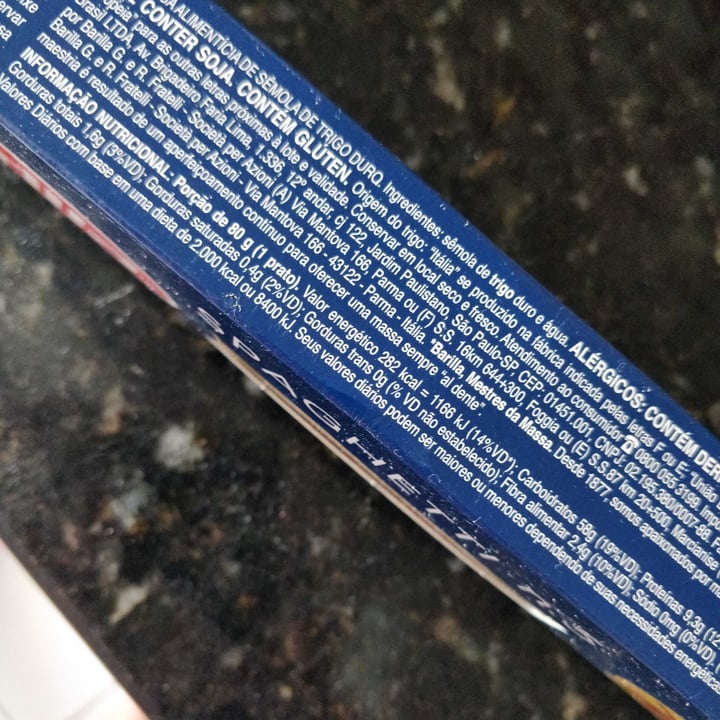 SA ALIMENTÍCIA DE SÊMOLA DE TRIGO DURO. Ingredientes: sêmola de trigo duro e água. ALÉRGICOS: CONTÉM DE
CONTER SOJA. CONTÉM GLÚTEN. Origem do trigo: "Itália" se produzido na fábrica indicada pelas letras
peia" para as outras letras próximas à lote e validade. Conservar em local seco e fresco. Atendimento ao consumidor ☎ 0800 055 3199.
Brasil LTDA, Av. Brigadeiro Faria Lima, 1.336, 12° andar, cj 122, Jardim Paulistano, São Paulo-SP, CEP: 01451 001, CNPJ: 02.195.389/0007-88.
por: Barilla G. e R. Fratelli - Società per Azioni (A) Via Mantova 166, Parma ou (F) S.S. 16km 644+300, Foggia ou (E) S.S.87 km 20+500, Marcianise
Barilla G. e R. Fratelli - Società per Azioni - Via Mantova 166- 43122 - Parma - Itália. "Barilla, Mestres da Massa. Desde 1877, somos apaixonados por
maestria é resultado de um aperfeiçoamento contínuo para oferecer uma massa sempre "al dente"
INFORMAÇÃO NUTRICIONAL: Porção de 80 g (1 prato), Valor energético 282 kcal = 1166 kJ (14%VD*); Carboidratos 58g (19%VD); Proteínas 9,3g
Gorduras totais 1,6g (3%VD); Gorduras saturadas 0,4g (2%VD); Gorduras trans 0g (% VD não estabelecido); Fibra alimentar 2,4g (10%VD); Sódio 0mg (0%VD).
Valores Diários com base em uma dieta de 2.000 kcal ou 8400 kJ. Seus valores diários podem ser maiores ou menores dependendo de suas necessidades energética
SPAGHETTI n.5